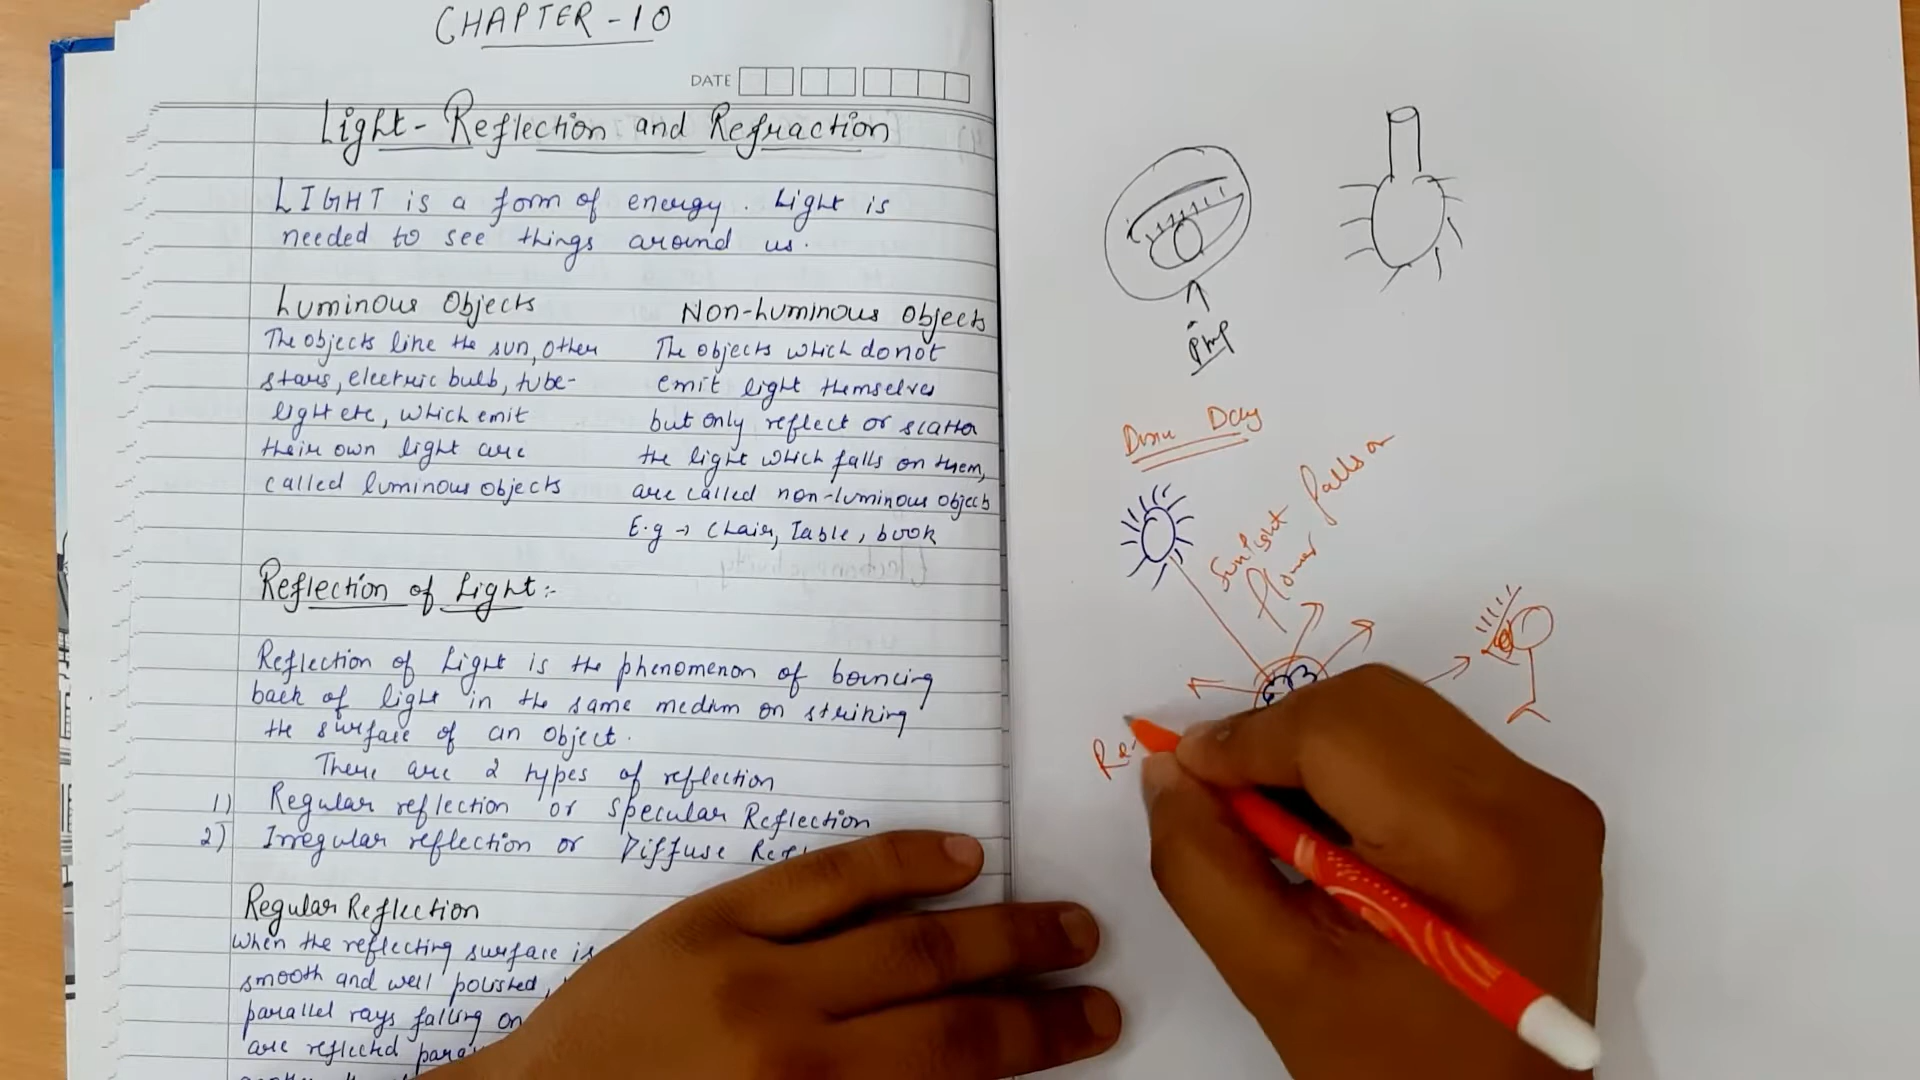 CHAPTER - 10
DATE
Light - Reflection and Refraction
LIGHT is a form of energy. Light is
needed to see things around us.
Luminous Objects
The objects like the sun, other
stars, electric bulb, tube-
light etc, which emit
their own light are
called luminous objects
Non-Luminous Objects
The objects which do not
emit light themselves
but only reflect or scatter
the light which falls on them,
are called non-luminous objects
E.g → Chair, Table, book
Reflection of Light:-
Reflection of Light is the phenomenon of bouncing
back of light in the same medium on striking
the surface of an object.
There are 2 types of reflection
1) Regular reflection or Specular Reflection
2) Irregular reflection or Diffuse Refl
Regular Reflection
When the reflecting surface is
smooth and well polished,
parallel rays falling on
are reflected para
Day
Sunlight falls on
flower
Re